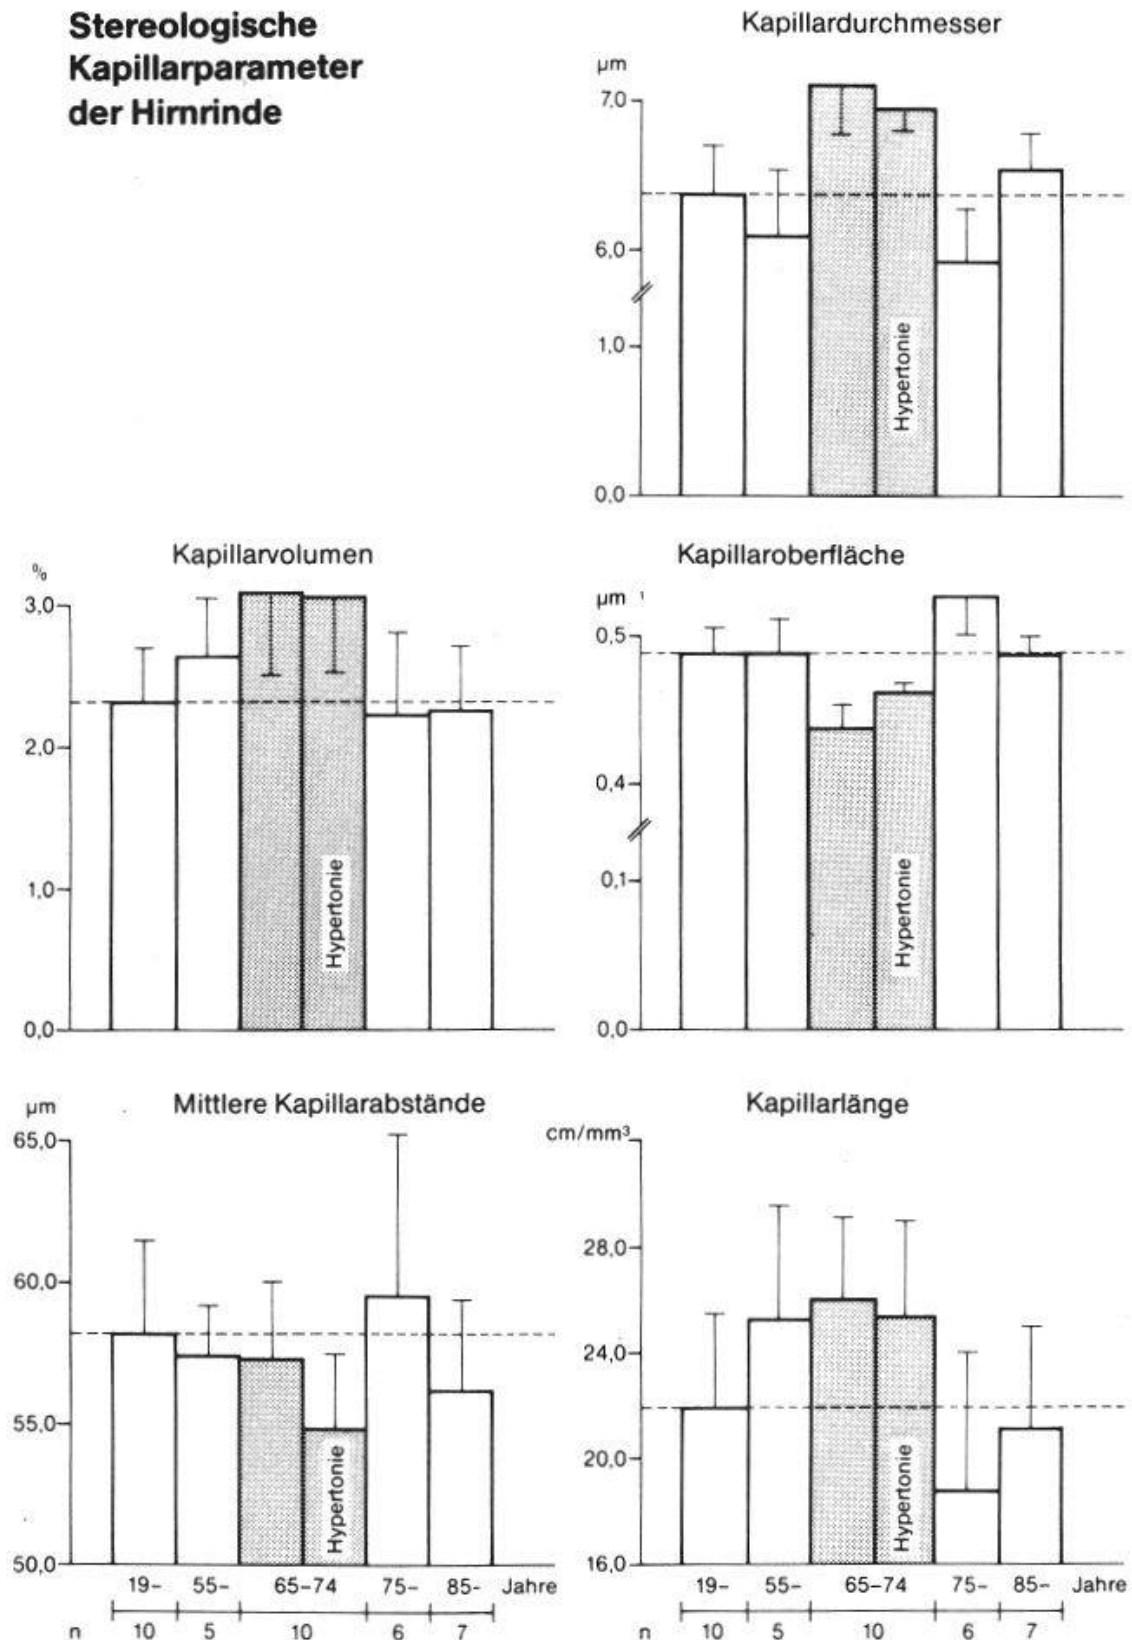 Stereologische
Kapillarparameter
der Hirnrinde
Kapillardurchmesser
µm
7,0
6,0
1,0
0,0
Hypertonie
Kapillarvolumen
%
3,0
2,0
1,0
0,0
Hypertonie
Kapillaroberfläche
µm
0,5
0,4
0,1
0,0
Hypertonie
Mittlere Kapillarabstände
µm
65,0
60,0
55,0
50,0
Hypertonie
19– 55– 65–74 75– 85– Jahre
n 10 5 10 6 7
Kapillarlänge
cm/mm³
28,0
24,0
20,0
16,0
Hypertonie
19– 55– 65–74 75– 85– Jahre
n 10 5 10 6 7